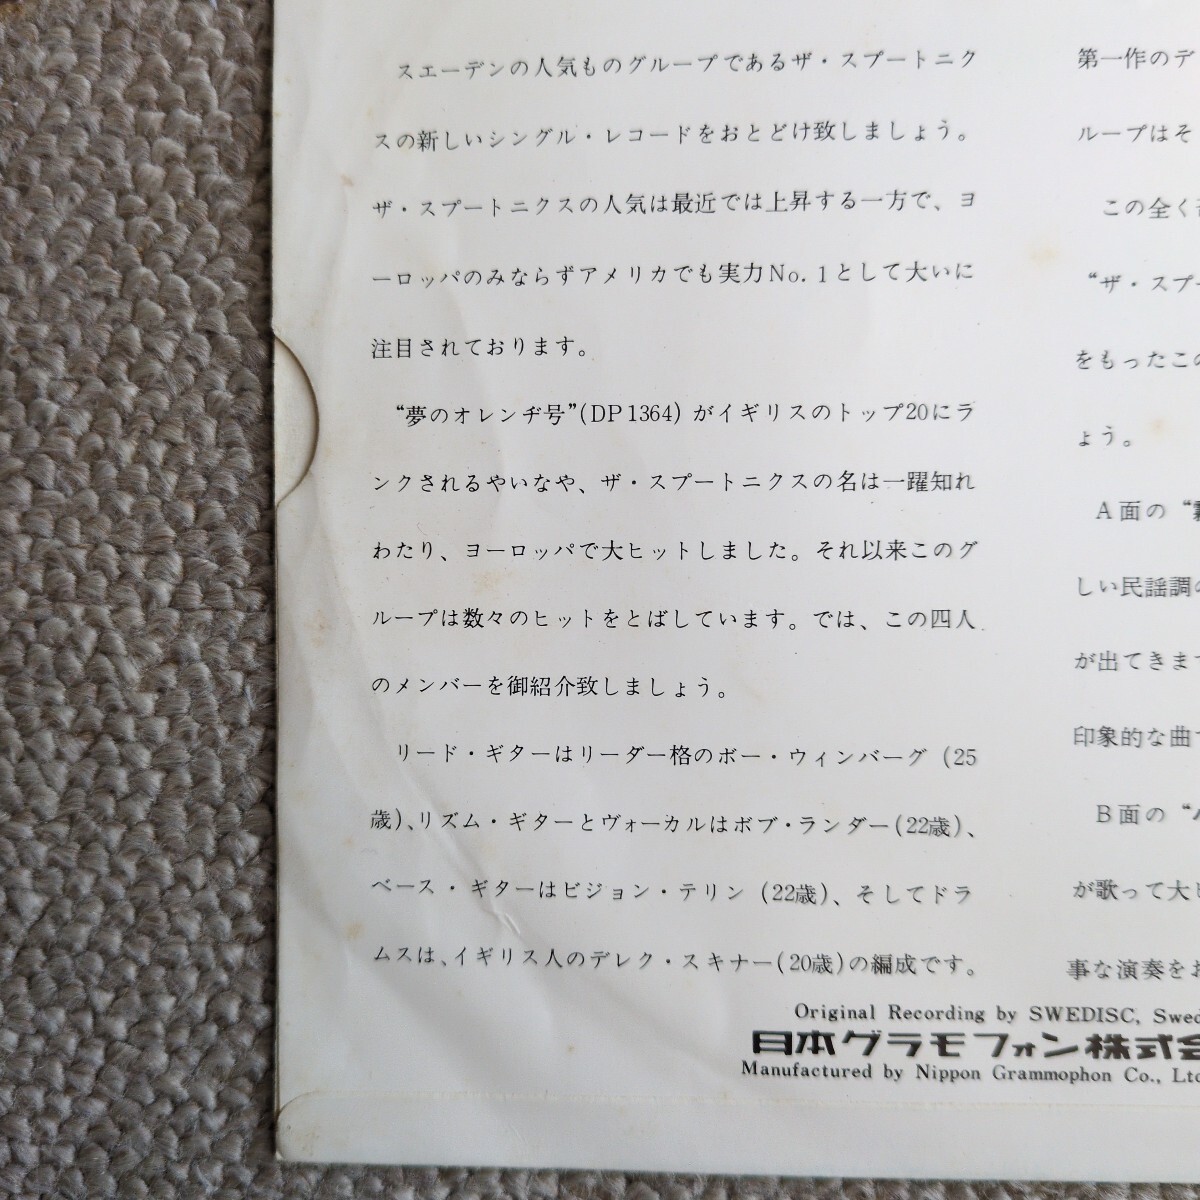 スエーデンの人気ものグループであるザ・スプートニク
スの新しいシングル・レコードをおとどけ致しましょう。
ザ・スプートニクスの人気は最近では上昇する一方で、ヨ
ーロッパのみならずアメリカでも実力No.1として大いに
注目されております。
“夢のオレンヂ号”(DP1364)がイギリスのトップ20にラ
ンクされるやいなや、ザ・スプートニクスの名は一躍知れ
わたり、ヨーロッパで大ヒットしました。それ以来このグ
ループは数々のヒットをとばしています。では、この四人
のメンバーを御紹介致しましょう。
リード・ギターはリーダー格のボー・ウィンバーグ(25
歳)、リズム・ギターとヴォーカルはボブ・ランダー(22歳)、
ベース・ギターはビジョン・テリン(22歳)、そしてドラ
ムスは、イギリス人のデレク・スキナー(20歳)の編成です。
第一作のデ
ループはそ
この全く
“ザ・スプー
をもったこの
ょう。
A面の“
しい民謡調の
が出てきます
印象的な曲で
B面の“
が歌って大ヒ
事な演奏をお
Original Recording by SWEDISC, Swed
日本グラモフォン株式会
Manufactured by Nippon Grammophon Co., Ltd